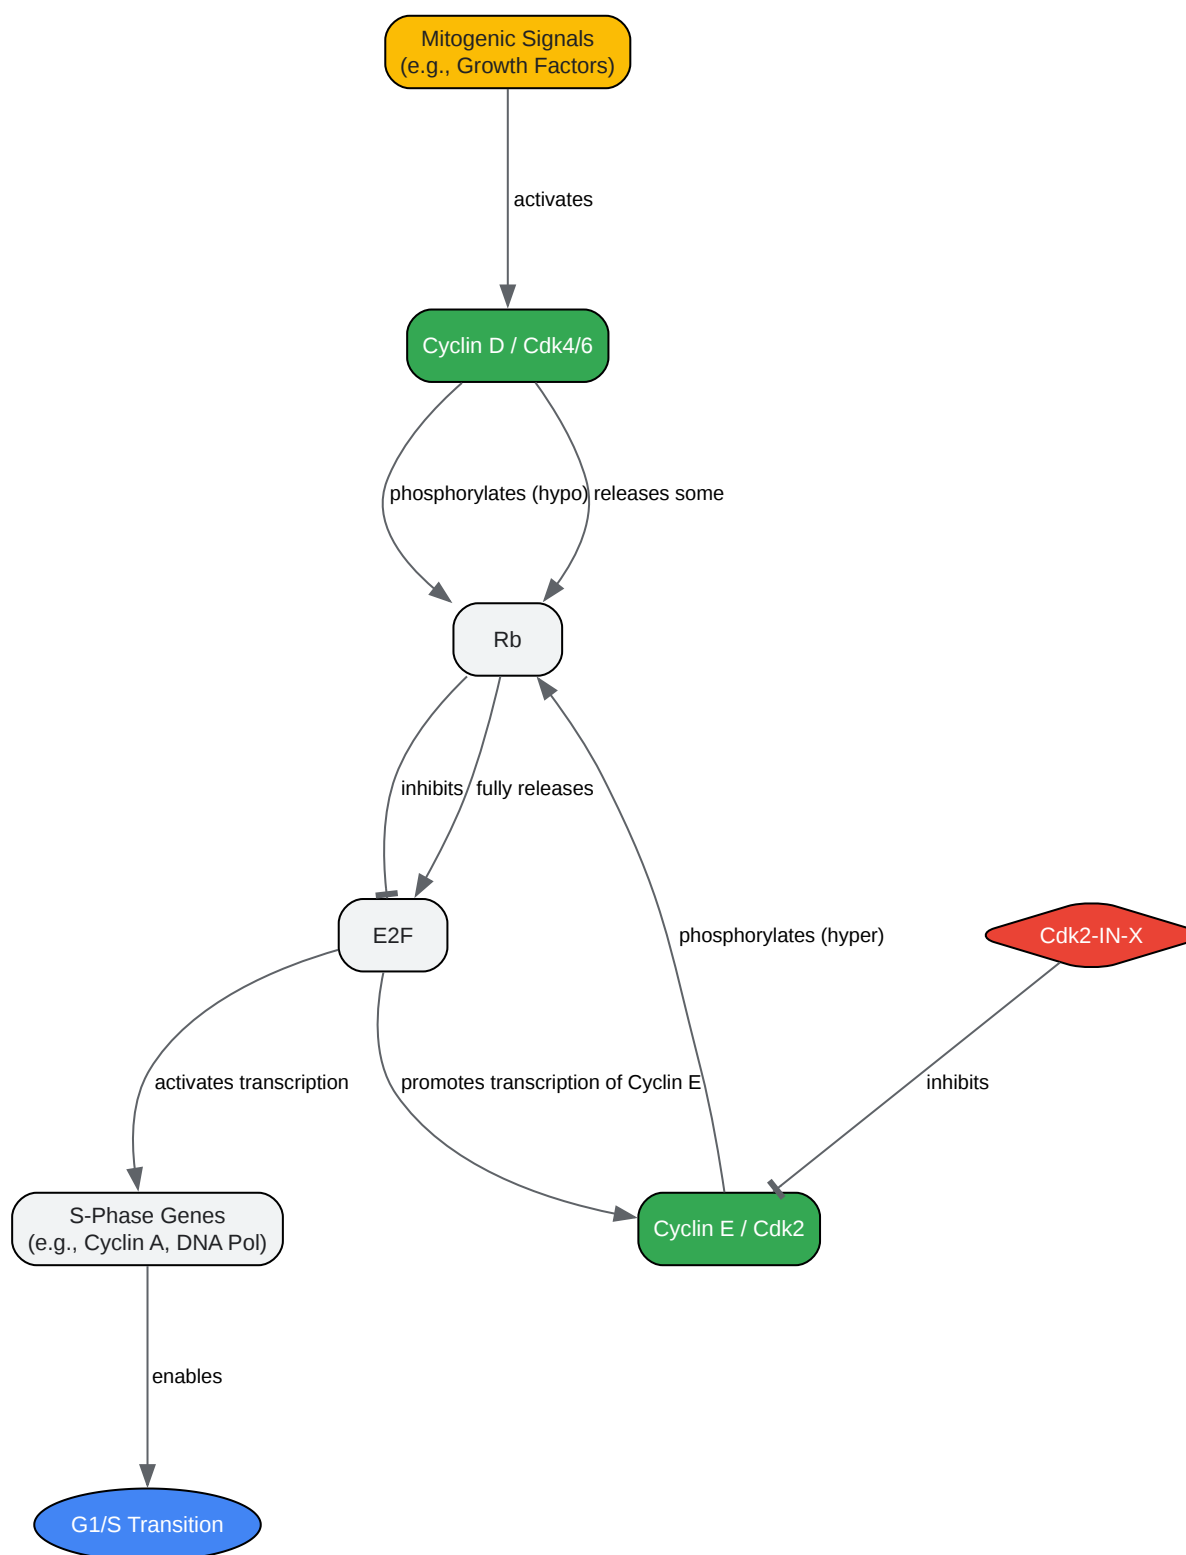 Mitogenic Signals
(e.g., Growth Factors)
activates
Cyclin D / Cdk4/6
phosphorylates (hypo)
releases some
Rb
inhibits
fully releases
E2F
phosphorylates (hyper)
Cdk2-IN-X
activates transcription
promotes transcription of Cyclin E
inhibits
S-Phase Genes
(e.g., Cyclin A, DNA Pol)
Cyclin E / Cdk2
enables
G1/S Transition